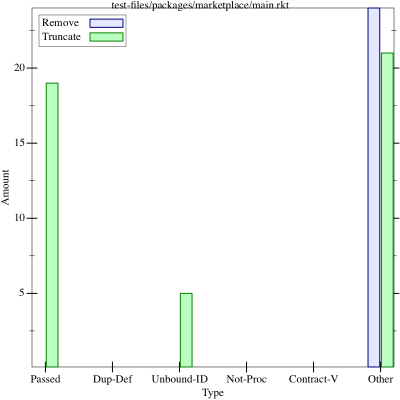 test-files/packages/marketplace/main.rkt
Remove
Truncate
20
15
10
5
Amount
Passed Dup-Def Unbound-ID Not-Proc Contract-V Other
Type